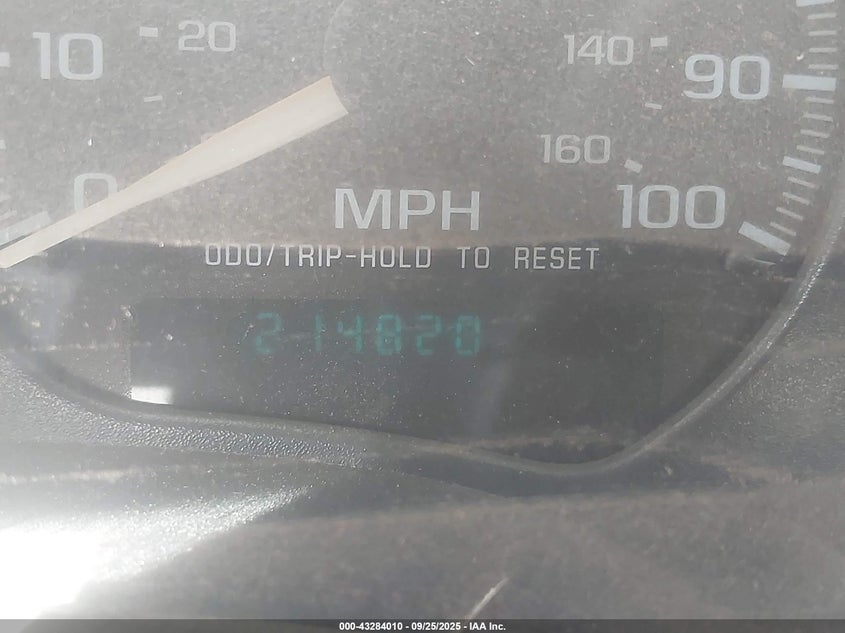 10 20 140 90
0 160 100
MPH
ODO/TRIP-HOLD TO RESET
214820
000-43284010 - 09/25/2025 - IAA Inc.